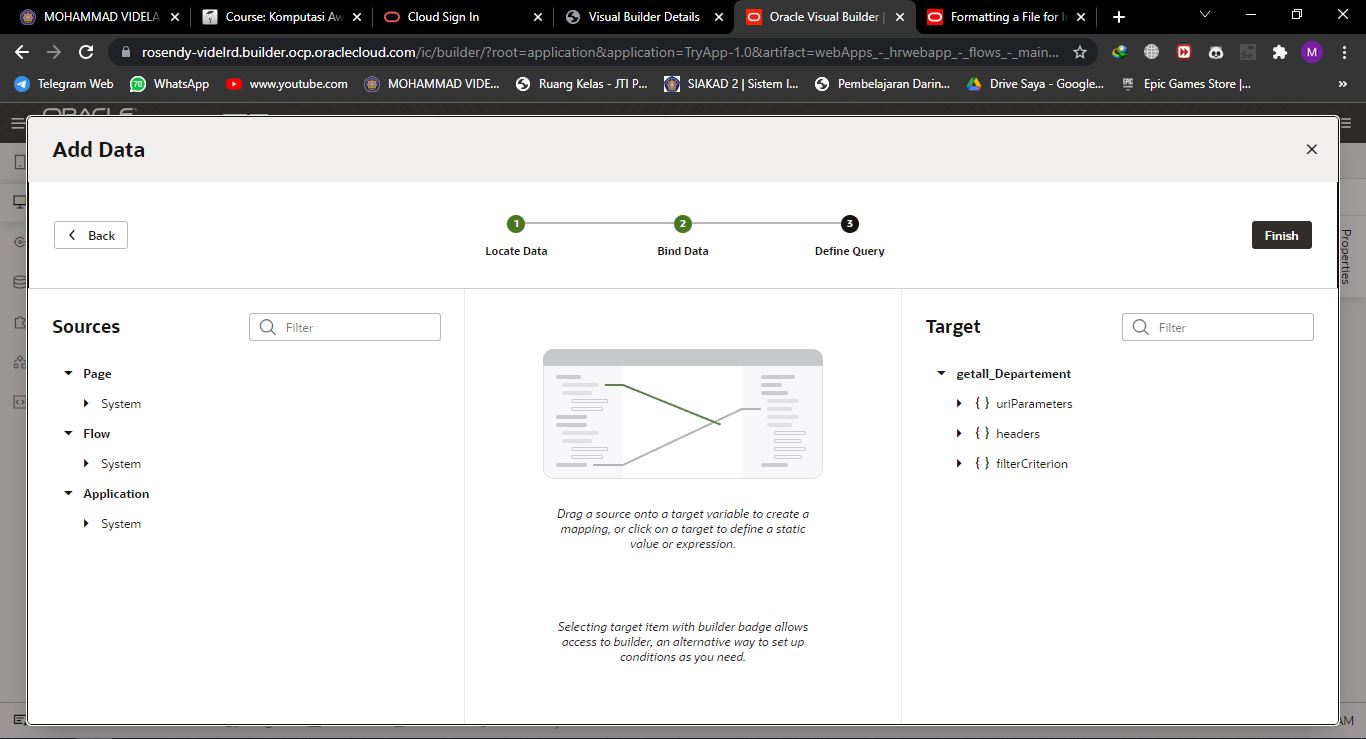 MOHAMMAD VIDELA
Course: Komputasi Aw
Cloud Sign In
Visual Builder Details
Oracle Visual Builder |
Formatting a File for I
rosendy-videlrd.builder.ocp.oraclecloud.com/ic/builder/?root=application&application=TryApp-1.0&artifact=webApps_-_hrwebapp_-_flows_-_main...
M
Telegram Web
70
WhatsApp
www.youtube.com
MOHAMMAD VIDE...
Ruang Kelas - JTI P...
SIAKAD 2 | Sistem I...
Pembelajaran Darin...
Drive Saya - Google...
Epic Games Store |...
»
ORACLE
Add Data
Back
1
2
3
Locate Data
Bind Data
Define Query
Finish
Properties
Sources
Filter
Page
System
Flow
System
Application
System
Drag a source onto a target variable to create a
mapping, or click on a target to define a static
value or expression.
Selecting target item with builder badge allows
access to builder, an alternative way to set up
conditions as you need.
Target
Filter
getall_Departement
{ } uriParameters
{ } headers
{ } filterCriterion
AM